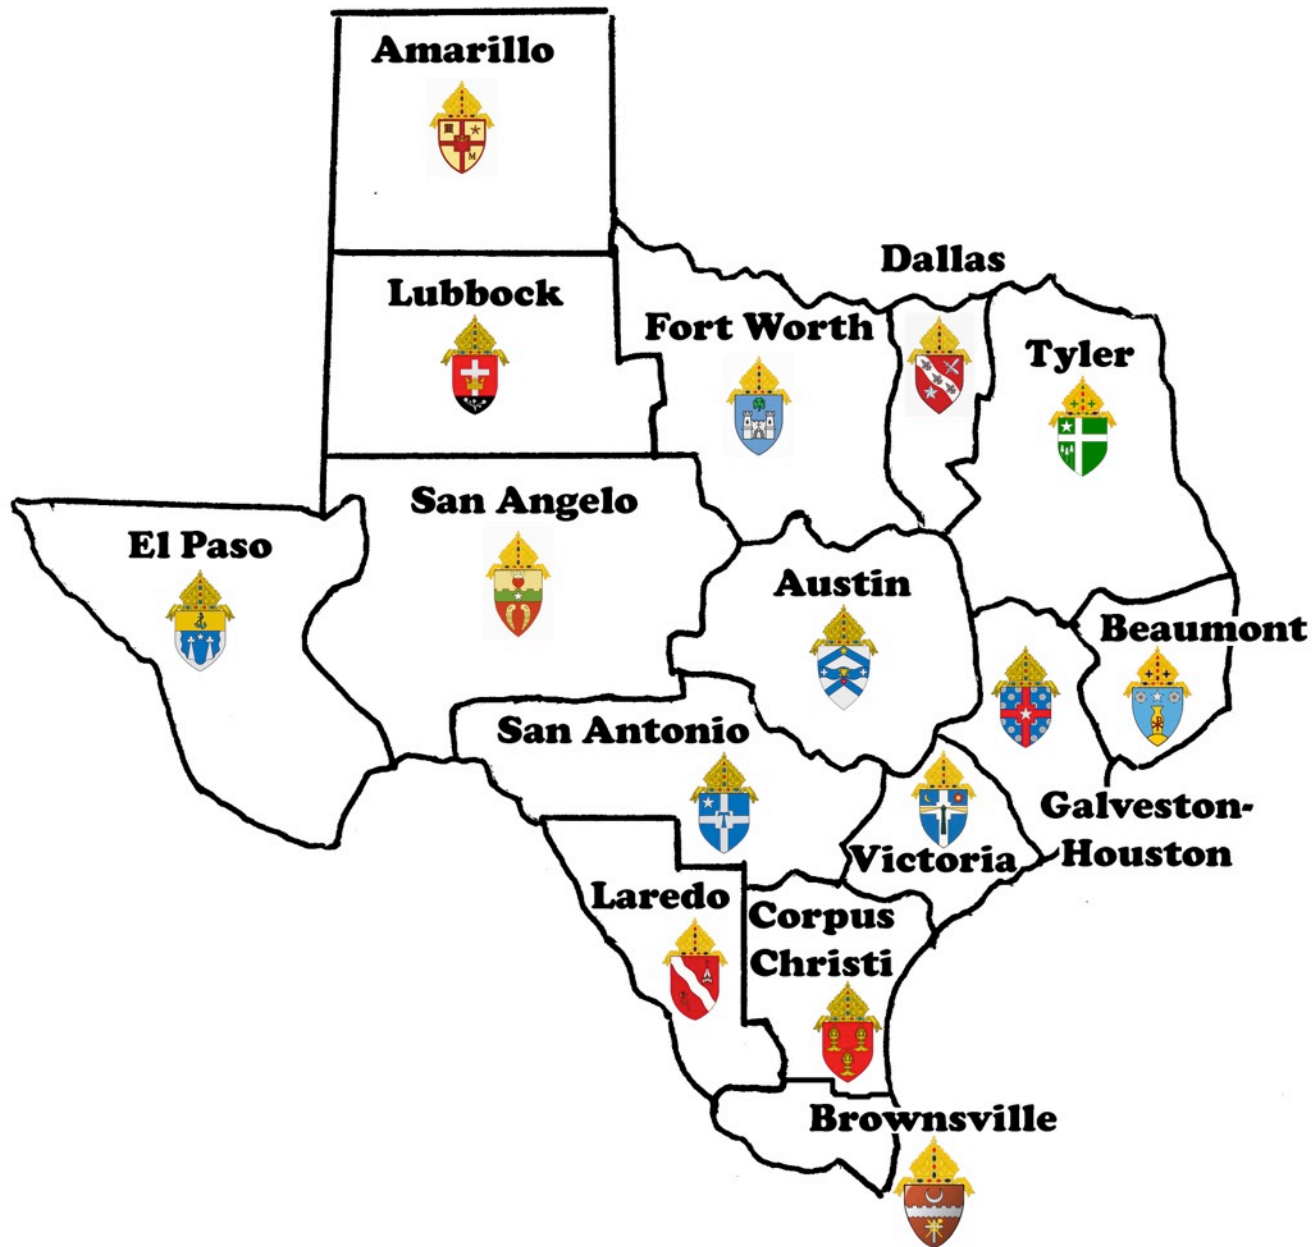 Amarillo
Dallas
Lubbock
Fort Worth
Tyler
San Angelo
El Paso
Austin
Beaumont
San Antonio
Galveston-
Houston
Victoria
Laredo
Corpus
Christi
Brownsville
M
T